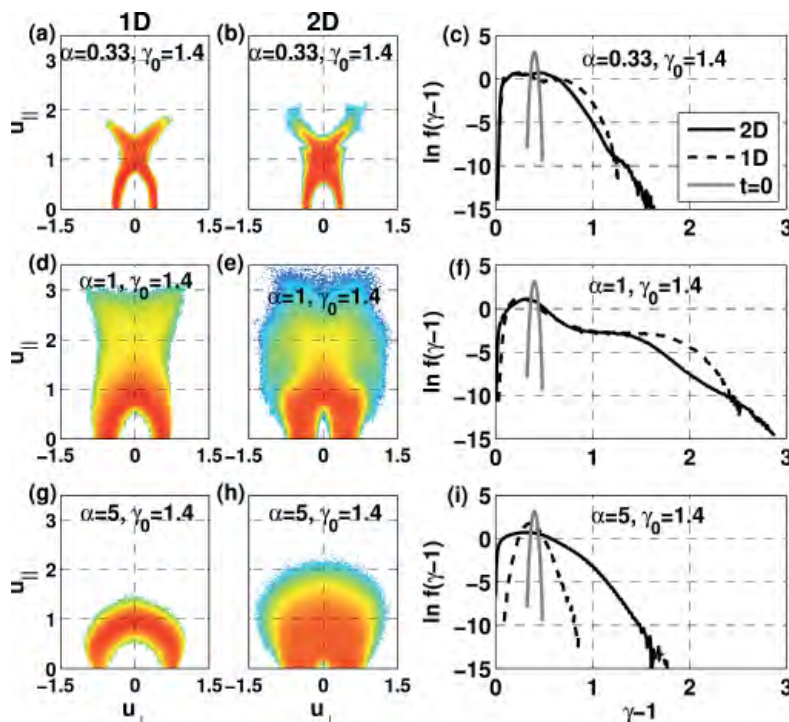 1D 2D
(a) α=0.33, γ0=1.4
u||
3
2
1
0
−1.5 0 1.5
(b) α=0.33, γ0=1.4
−1.5 0 1.5
(c) α=0.33, γ0=1.4
ln f(γ−1)
5
0
−5
−10
−15
0 1 2 3
2D
1D
t=0
(d) α=1, γ0=1.4
u||
3
2
1
0
−1.5 0 1.5
(e) α=1, γ0=1.4
−1.5 0 1.5
(f) α=1, γ0=1.4
ln f(γ−1)
5
0
−5
−10
−15
0 1 2 3
(g) α=5, γ0=1.4
u||
3
2
1
0
−1.5 0 1.5
u⊥
(h) α=5, γ0=1.4
−1.5 0 1.5
u⊥
(i) α=5, γ0=1.4
ln f(γ−1)
5
0
−5
−10
−15
0 1 2 3
γ−1